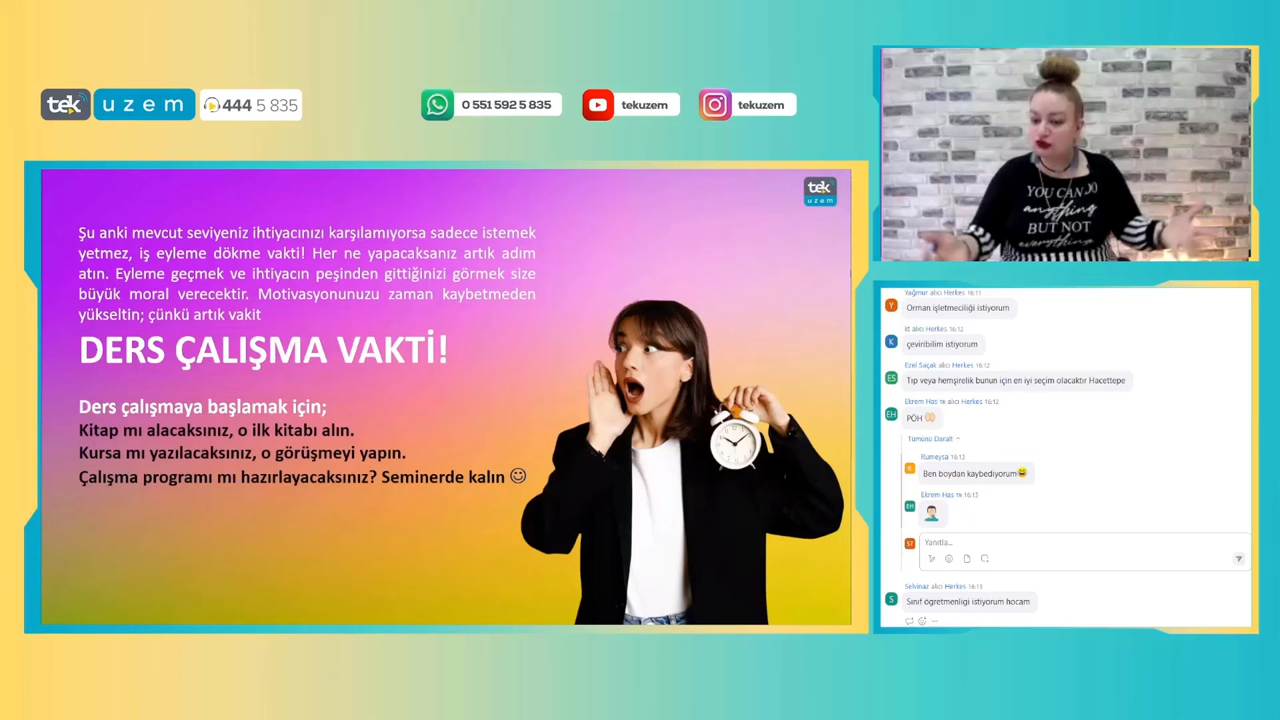 tek uzem 444 5 835
0 551 592 5 835
tekuzem
tekuzem
tek
uzem
Şu anki mevcut seviyeniz ihtiyacınızı karşılamıyorsa sadece istemek
yetmez, iş eyleme dökme vakti! Her ne yapacaksanız artık adım
atın. Eyleme geçmek ve ihtiyacın peşinden gittiğinizi görmek size
büyük moral verecektir. Motivasyonunuzu zaman kaybetmeden
yükseltin; çünkü artık vakit
DERS ÇALIŞMA VAKTİ!
Ders çalışmaya başlamak için;
Kitap mı alacaksınız, o ilk kitabı alın.
Kursa mı yazılacaksınız, o görüşmeyi yapın.
Çalışma programı mı hazırlayacaksınız? Seminerde kalın ☺
YOU CAN DO
anything
BUT NOT
everything
Yağmur alıcı Herkes 16:11
Y
Orman işletmeciliği istiyorum
kt alıcı Herkes 16:12
K
çeviribilim istiyorum
Ezel Saçak alıcı Herkes 16:12
ES
Tıp veya hemşirelik bunun için en iyi seçim olacaktır Hacettepe
Ekrem Has TR alıcı Herkes 16:12
EH
PÖH
Tümünü Daralt
Rumeysa 16:13
R
Ben boydan kaybediyorum😅
Ekrem Has TR 16:13
EH
Yanıtla...
Selvinaz alıcı Herkes 16:13
S
Sınıf ögretmenligi istiyorum hocam